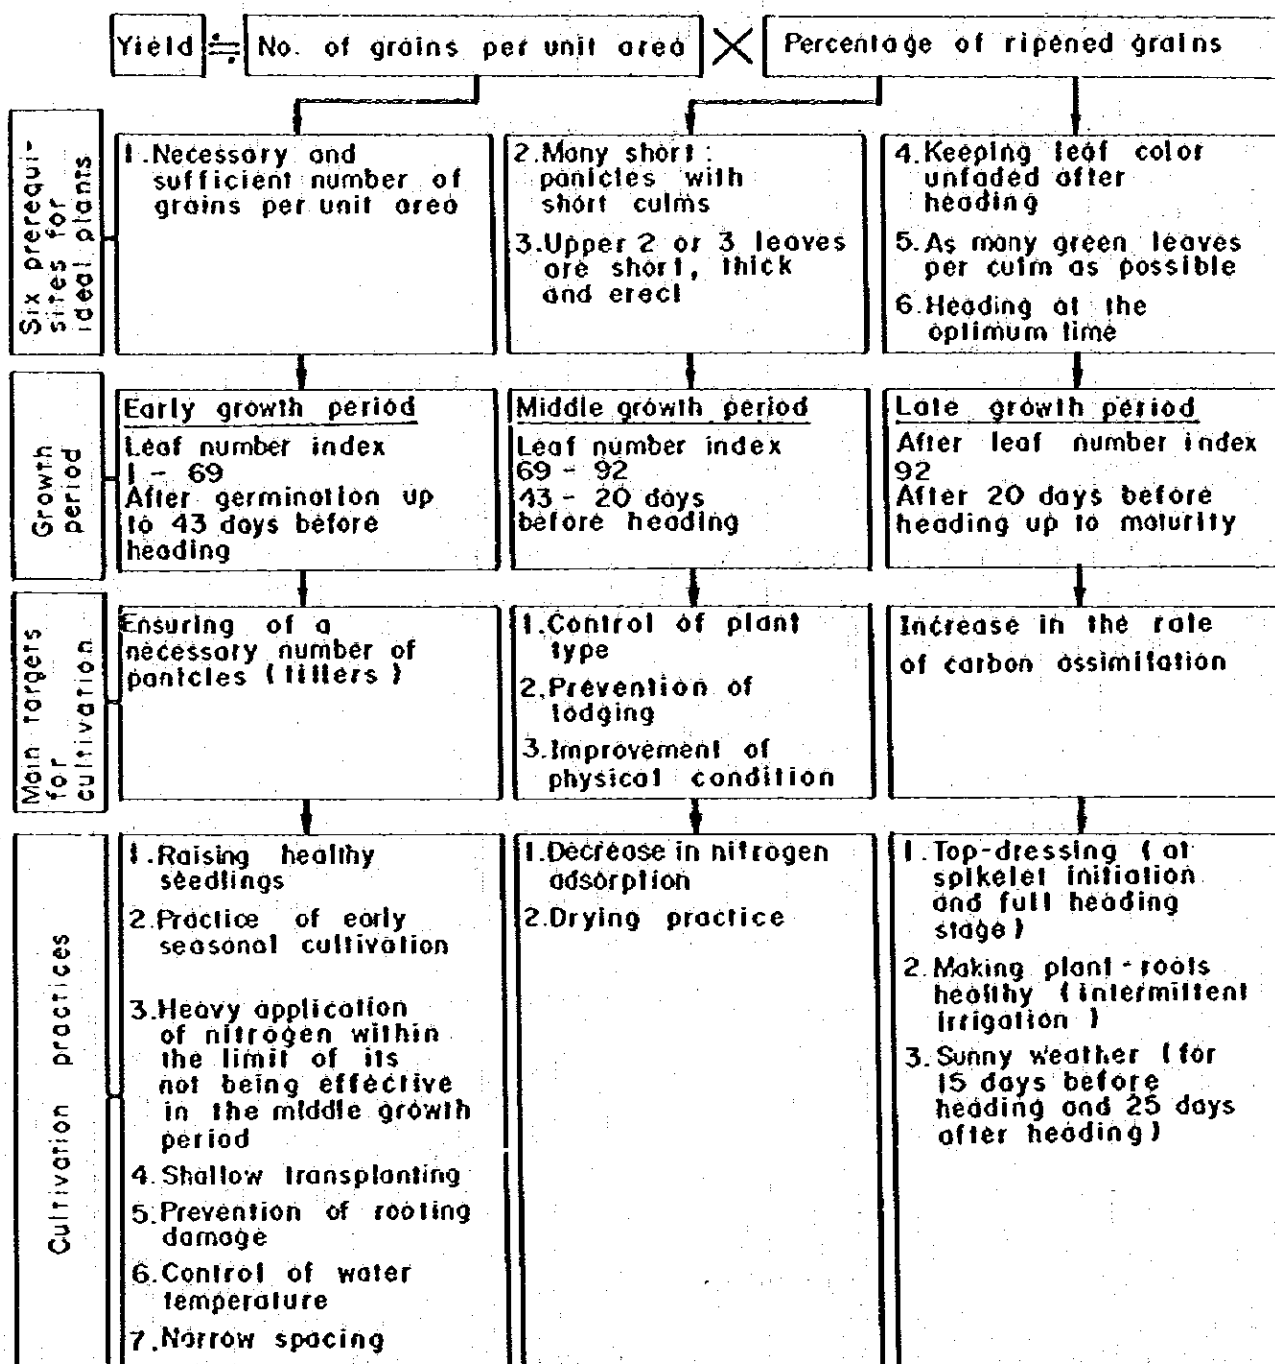 Yield ≒ No. of grains per unit area × Percentage of ripened grains
Six prerequi-
sites for
ideal plants
1. Necessary and
sufficient number of
grains per unit area
2. Many short
panicles with
short culms
3. Upper 2 or 3 leaves
are short, thick
and erect
4. Keeping leaf color
unfaded after
heading
5. As many green leaves
per culm as possible
6. Heading at the
optimum time
Growth
period
Early growth period
Leaf number index
1 - 69
After germination up
to 43 days before
heading
Middle growth period
Leaf number index
69 - 92
43 - 20 days
before heading
Late growth period
After leaf number index
92
After 20 days before
heading up to maturity
Main targets
for
cultivation
Ensuring of a
necessary number of
panicles (tillers)
1. Control of plant
type
2. Prevention of
lodging
3. Improvement of
physical condition
Increase in the rate
of carbon assimilation
Cultivation practices
1. Raising healthy
seedlings
2. Practice of early
seasonal cultivation
3. Heavy application
of nitrogen within
the limit of its
not being effective
in the middle growth
period
4. Shallow transplanting
5. Prevention of rooting
damage
6. Control of water
temperature
7. Narrow spacing
1. Decrease in nitrogen
adsorption
2. Drying practice
1. Top-dressing (at
spikelet initiation
and full heading
stage)
2. Making plant-roots
healthy (intermittent
irrigation)
3. Sunny weather (for
15 days before
heading and 25 days
after heading)